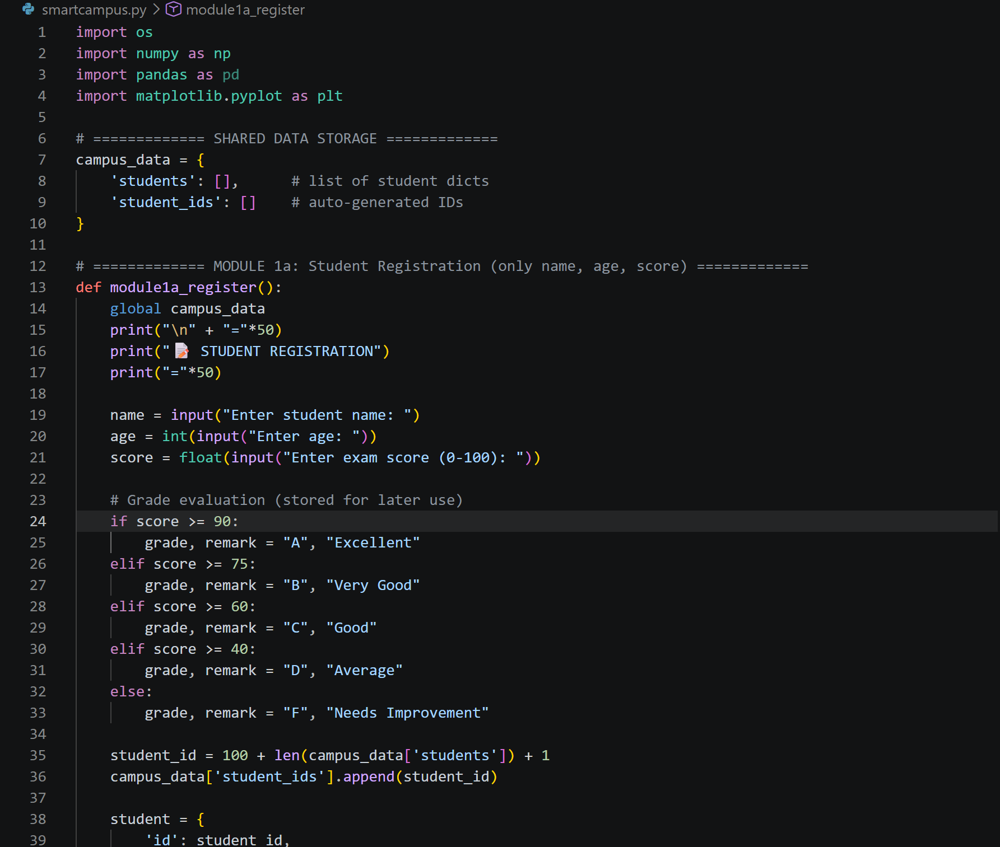 smartcampus.py > module1a_register
1 import os
2 import numpy as np
3 import pandas as pd
4 import matplotlib.pyplot as plt
5
6 # ============= SHARED DATA STORAGE =============
7 campus_data = {
8     'students': [],      # list of student dicts
9     'student_ids': []    # auto-generated IDs
10 }
11
12 # ============= MODULE 1a: Student Registration (only name, age, score) =============
13 def module1a_register():
14     global campus_data
15     print("\n" + "="*50)
16     print("📝 STUDENT REGISTRATION")
17     print("="*50)
18
19     name = input("Enter student name: ")
20     age = int(input("Enter age: "))
21     score = float(input("Enter exam score (0-100): "))
22
23     # Grade evaluation (stored for later use)
24     if score >= 90:
25         grade, remark = "A", "Excellent"
26     elif score >= 75:
27         grade, remark = "B", "Very Good"
28     elif score >= 60:
29         grade, remark = "C", "Good"
30     elif score >= 40:
31         grade, remark = "D", "Average"
32     else:
33         grade, remark = "F", "Needs Improvement"
34
35     student_id = 100 + len(campus_data['students']) + 1
36     campus_data['student_ids'].append(student_id)
37
38     student = {
39         'id': student_id,